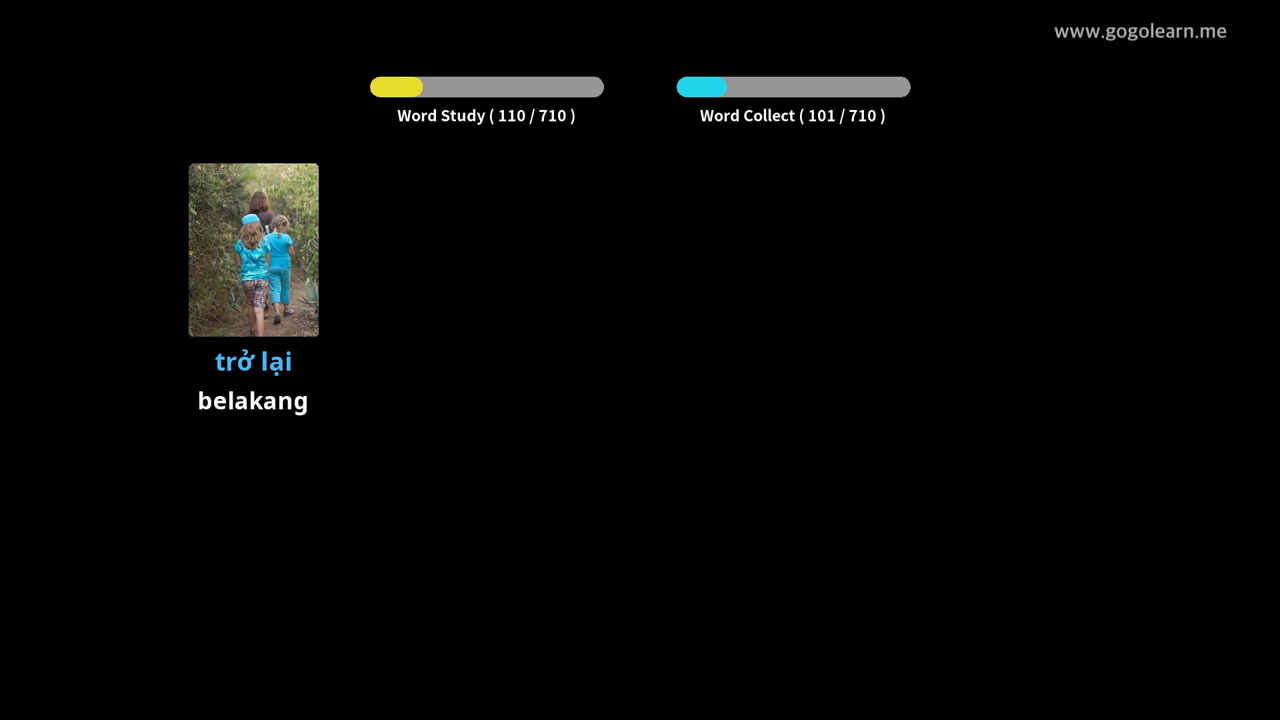 www.gogolearn.me
Word Study ( 110 / 710 )
Word Collect ( 101 / 710 )
trở lại
belakang